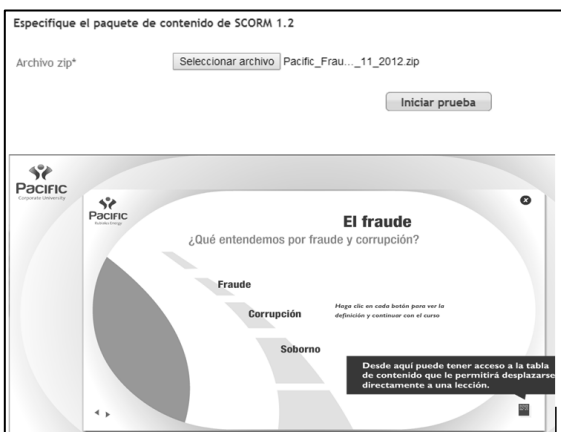 Especifique el paquete de contenido de SCORM 1.2
Archivo zip*
Seleccionar archivo Pacific_Frau..._11_2012.zip
Iniciar prueba
PACIFIC
Corporate University
PACIFIC
El fraude
¿Qué entendemos por fraude y corrupción?
Fraude
Corrupción
Soborno
Haga clic en cada botón para ver la
definición y continuar con el curso
Desde aquí puede tener acceso a la tabla
de contenido que le permitirá desplazarse
directamente a una lección.